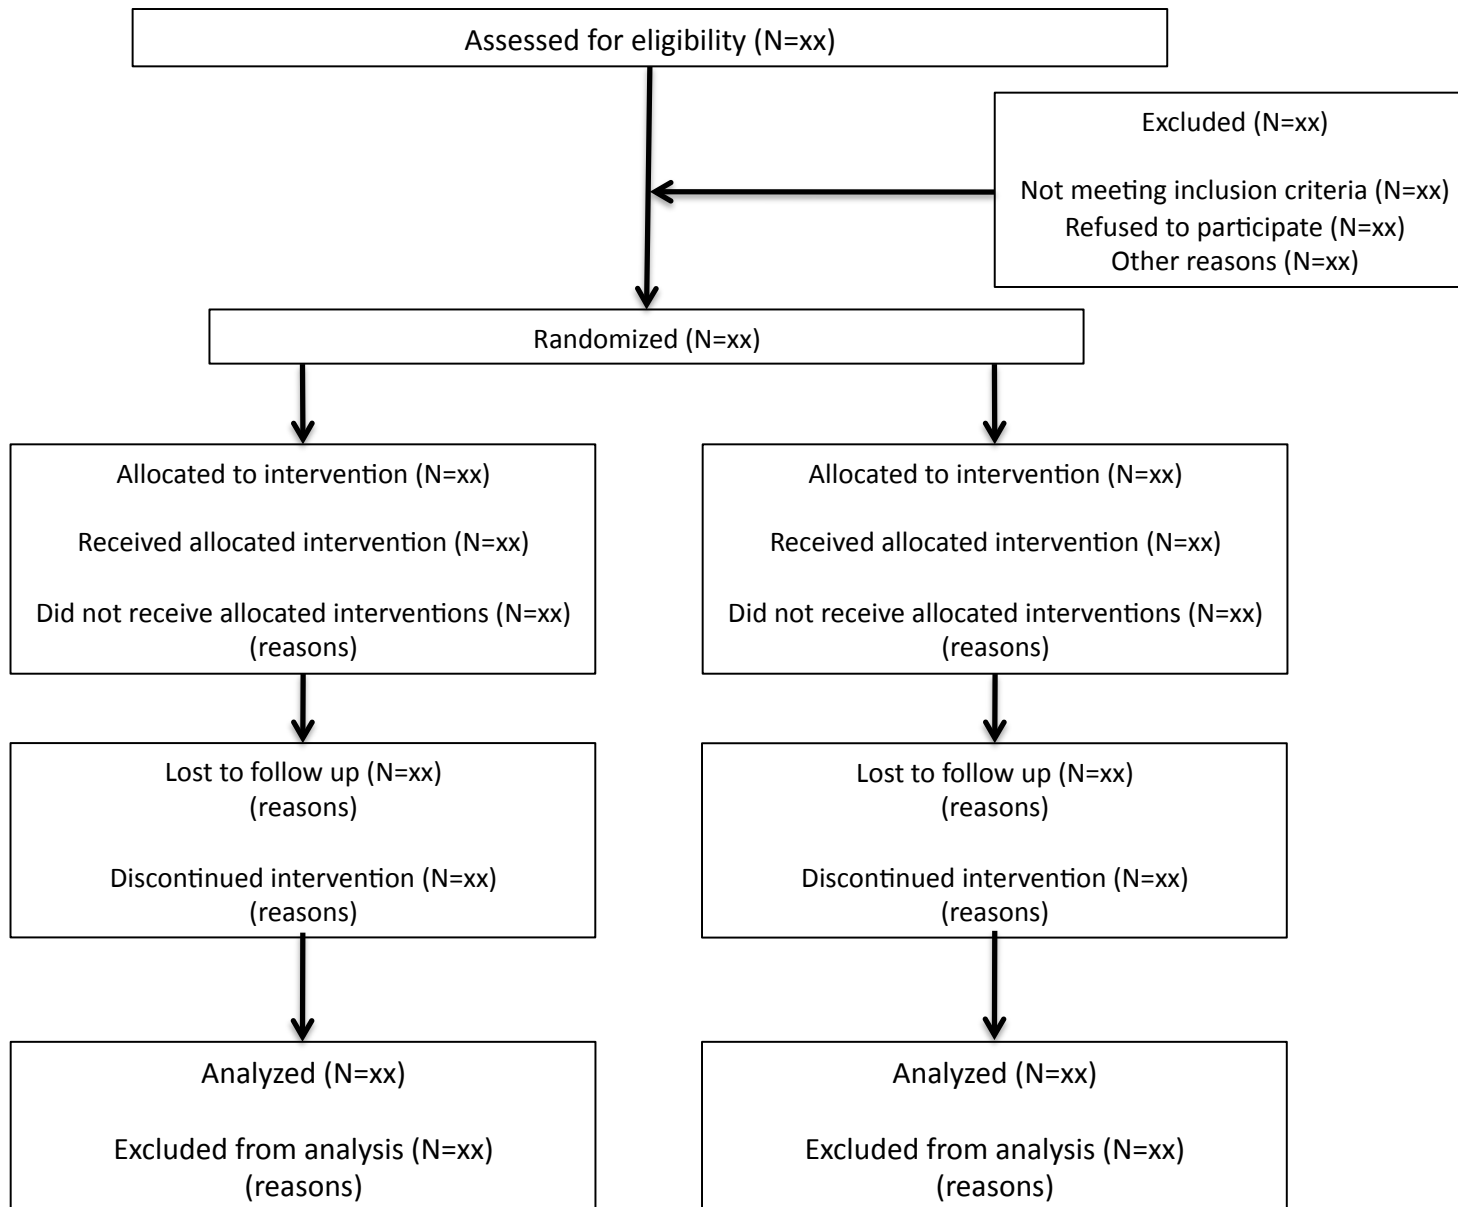 Assessed for eligibility (N=xx)
Excluded (N=xx)
Not meeting inclusion criteria (N=xx)
Refused to participate (N=xx)
Other reasons (N=xx)
Randomized (N=xx)
Allocated to intervention (N=xx)
Received allocated intervention (N=xx)
Did not receive allocated interventions (N=xx)
(reasons)
Allocated to intervention (N=xx)
Received allocated intervention (N=xx)
Did not receive allocated interventions (N=xx)
(reasons)
Lost to follow up (N=xx)
(reasons)
Discontinued intervention (N=xx)
(reasons)
Lost to follow up (N=xx)
(reasons)
Discontinued intervention (N=xx)
(reasons)
Analyzed (N=xx)
Excluded from analysis (N=xx)
(reasons)
Analyzed (N=xx)
Excluded from analysis (N=xx)
(reasons)